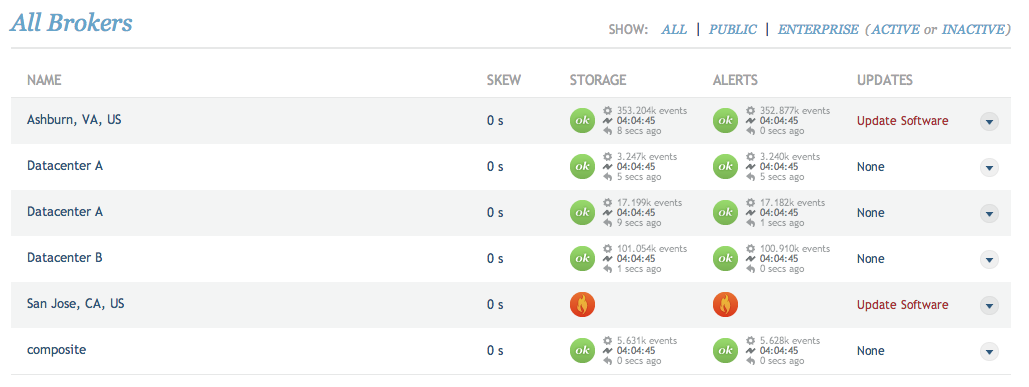 All Brokers
SHOW: ALL | PUBLIC | ENTERPRISE (ACTIVE or INACTIVE)
NAME SKEW STORAGE ALERTS UPDATES
Ashburn, VA, US 0 s ok 353.204k events 04:04:45 8 secs ago ok 352.877k events 04:04:45 0 secs ago Update Software
Datacenter A 0 s ok 3.247k events 04:04:45 5 secs ago ok 3.240k events 04:04:45 5 secs ago None
Datacenter A 0 s ok 17.199k events 04:04:45 9 secs ago ok 17.182k events 04:04:45 1 secs ago None
Datacenter B 0 s ok 101.054k events 04:04:45 1 secs ago ok 100.910k events 04:04:45 0 secs ago None
San Jose, CA, US 0 s Update Software
composite 0 s ok 5.631k events 04:04:45 0 secs ago ok 5.628k events 04:04:45 0 secs ago None